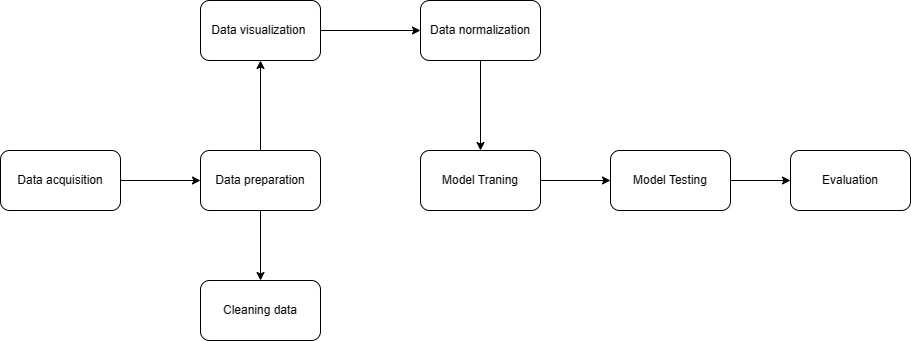 Data visualization
Data normalization
Data acquisition
Data preparation
Model Traning
Model Testing
Evaluation
Cleaning data